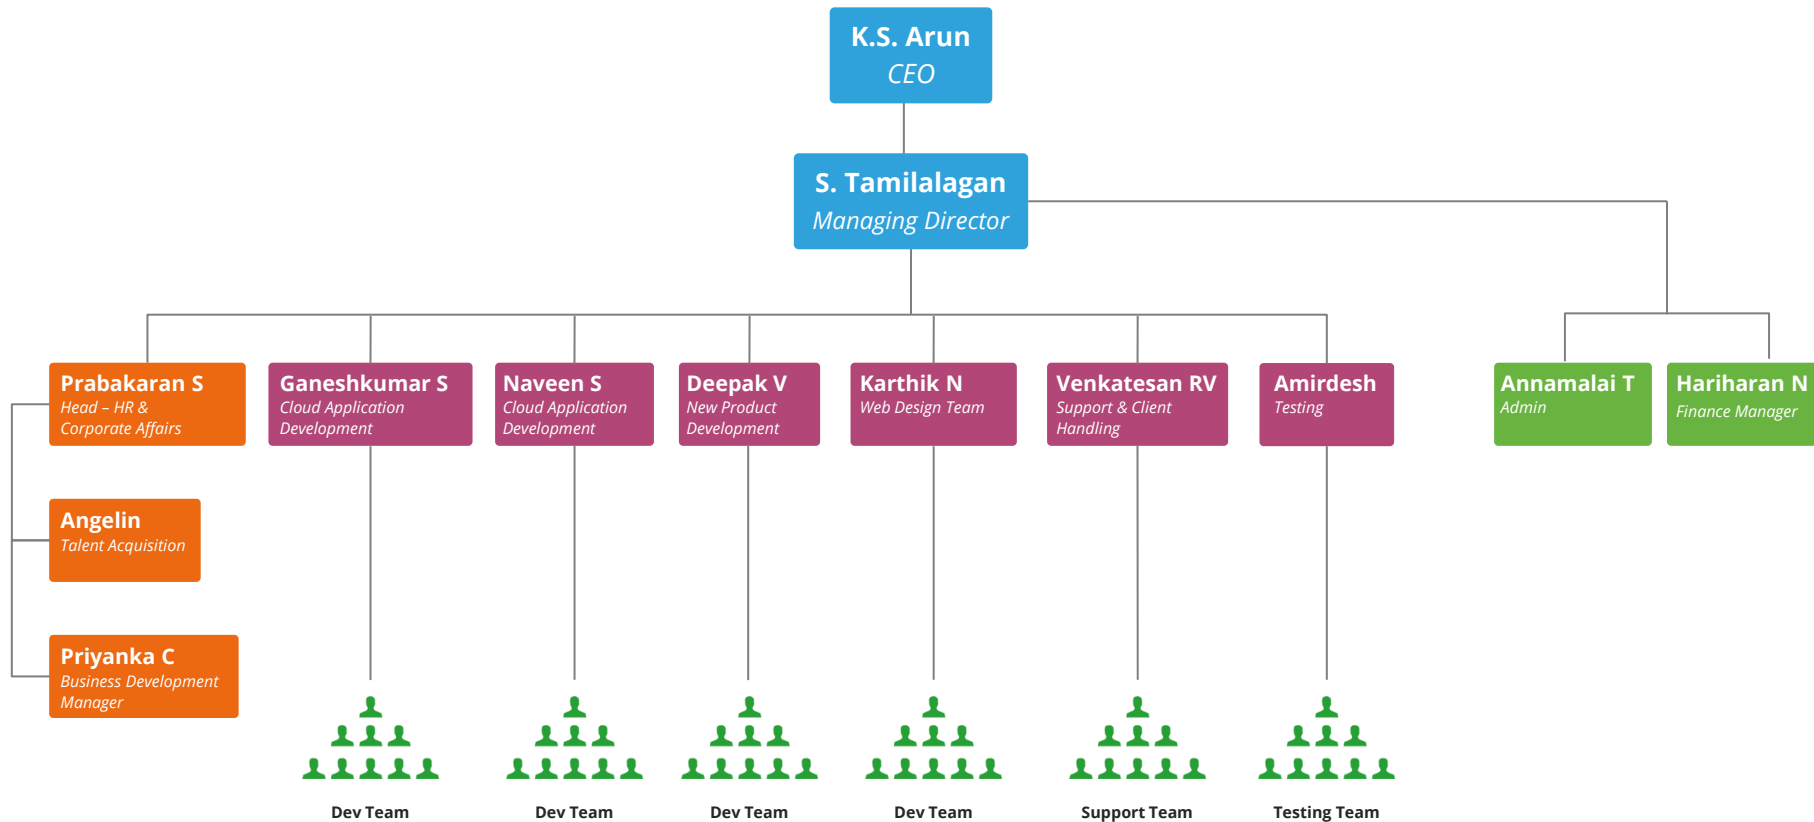 K.S. Arun
CEO
S. Tamilalagan
Managing Director
Prabakaran S
Head – HR &
Corporate Affairs
Ganeshkumar S
Cloud Application
Development
Naveen S
Cloud Application
Development
Deepak V
New Product
Development
Karthik N
Web Design Team
Venkatesan RV
Support & Client
Handling
Amirdesh
Testing
Annamalai T
Admin
Hariharan N
Finance Manager
Angelin
Talent Acquisition
Priyanka C
Business Development
Manager
Dev Team
Dev Team
Dev Team
Dev Team
Support Team
Testing Team